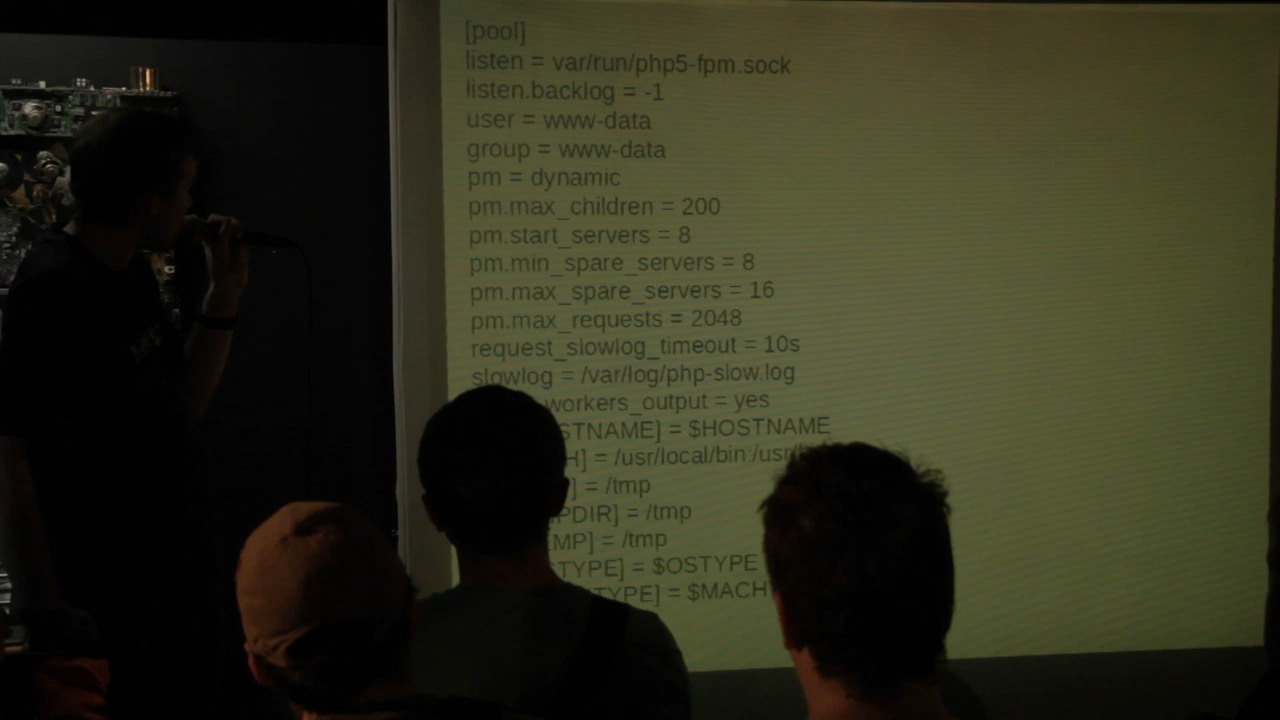 [pool]
listen = var/run/php5-fpm.sock
listen.backlog = -1
user = www-data
group = www-data
pm = dynamic
pm.max_children = 200
pm.start_servers = 8
pm.min_spare_servers = 8
pm.max_spare_servers = 16
pm.max_requests = 2048
request_slowlog_timeout = 10s
slowlog = /var/log/php-slow.log
workers_output = yes
STNAME] = $HOSTNAME
H] = /usr/local/bin:/usr/
] = /tmp
PDIR] = /tmp
EMP] = /tmp
STYPE] = $OSTYPE
TYPE] = $MACH